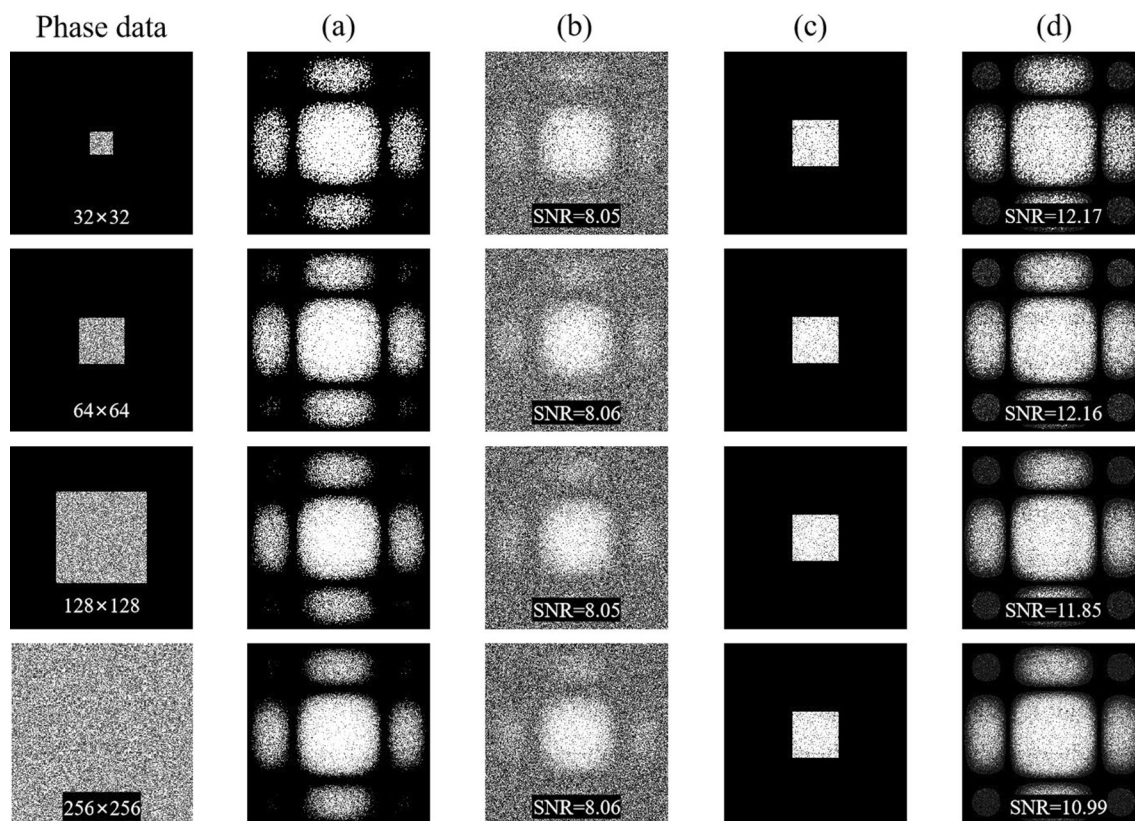 Phase data (a) (b) (c) (d)
32×32 SNR=8.05 SNR=12.17
64×64 SNR=8.06 SNR=12.16
128×128 SNR=8.05 SNR=11.85
256×256 SNR=8.06 SNR=10.99